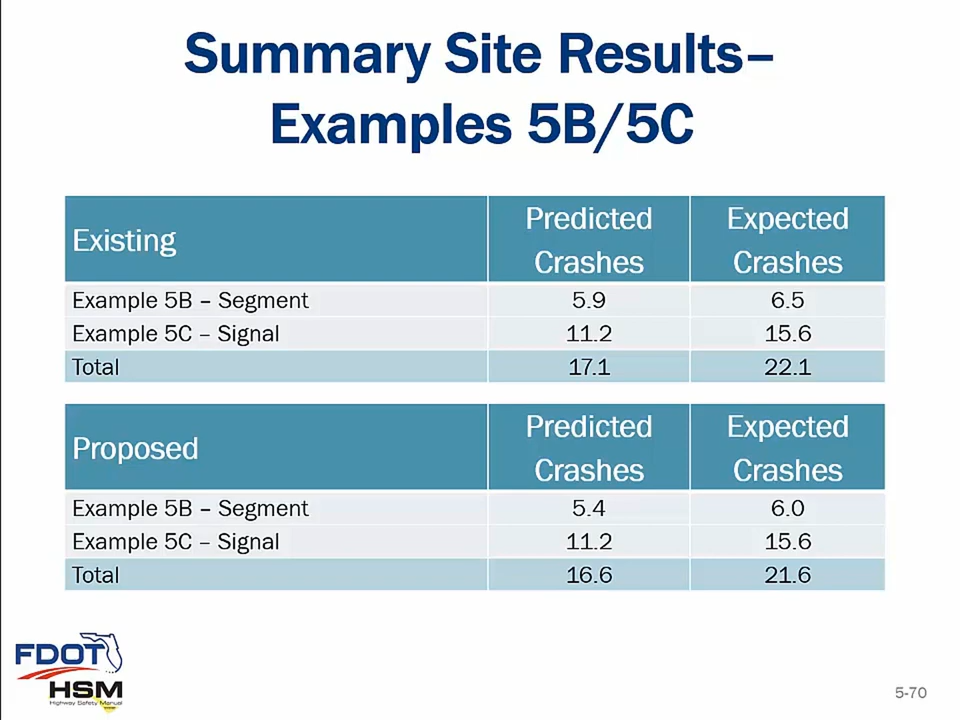 Summary Site Results–
Examples 5B/5C
Existing
Predicted Crashes
Expected Crashes
Example 5B – Segment 5.9 6.5
Example 5C – Signal 11.2 15.6
Total 17.1 22.1
Proposed
Predicted Crashes
Expected Crashes
Example 5B – Segment 5.4 6.0
Example 5C – Signal 11.2 15.6
Total 16.6 21.6
FDOT
HSM
Highway Safety Manual
5-70